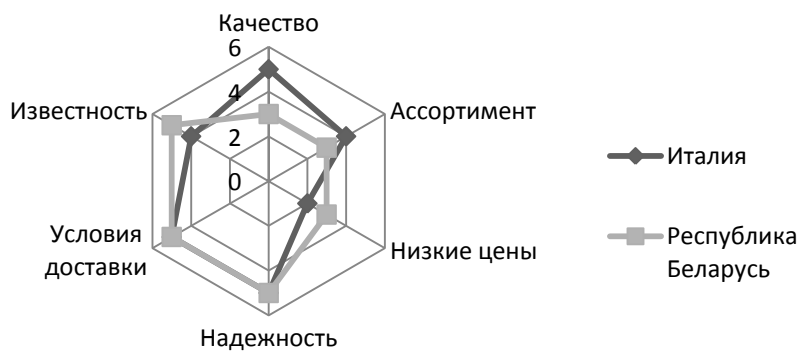 Качество
6
Известность
4
Ассортимент
2
Италия
0
Условия
доставки
Низкие цены
Республика
Беларусь
Надежность